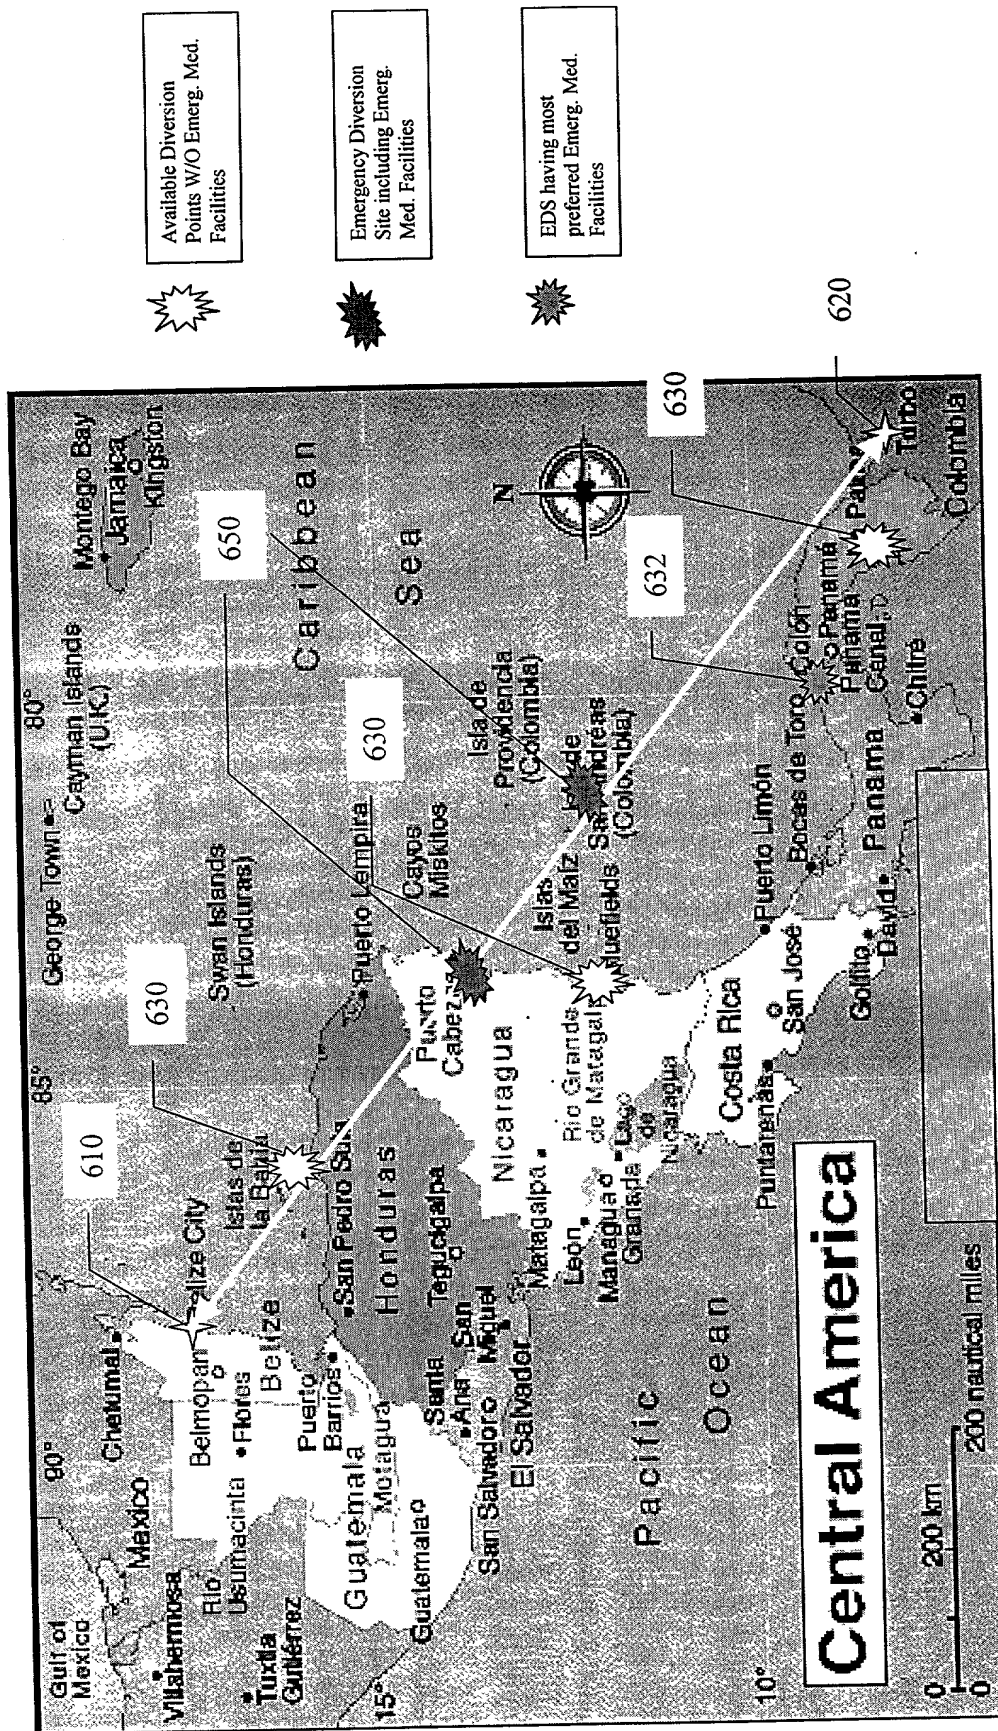 Available Diversion
Points W/O Emerg. Med.
Facilities
Emergency Diversion
Site including Emerg.
Med. Facilities
EDS having most
preferred Emerg. Med.
Facilities
610
630
630
650
632
630
620
90°
85°
80°
15°
10°
Gulf of
Mexico
Mexico
Villahermosa
Tuxtla
Gutiérrez
Río
Usumacinta
Chetumal
Belmopan
Flores
Belize
elize City
Puerto
Barrios
Guatemala
Motagua
Guatemala
Islas de
la Bahía
San Pedro Sula
Honduras
Tegucigalpa
Santa
Ana
San
Miguel
San Salvador
El Salvador
George Town
Cayman Islands
(U.K.)
Swan Islands
(Honduras)
Montego Bay
Jamaica
Kingston
Caribbean
Sea
N
Puerto Lempira
Cayos
Miskitos
Puerto
Cabezas
Nicaragua
Río Grande
de Matagal
Matagalpa
León
Managua
Granada
Lago
de
Nicaragua
Islas
del Maíz
luefields
Isla de
Providencia
(Colombia)
de
San Andréas
(Colombia)
Costa Rica
San José
Puntarenas
Puerto Limón
Bocas de Toro
Golfito
David
Panama
Colón
Panamá
Panama
Canal
Chitré
Turbo
Colombia
Pacific
Ocean
Central America
0 200 km
0 200 nautical miles